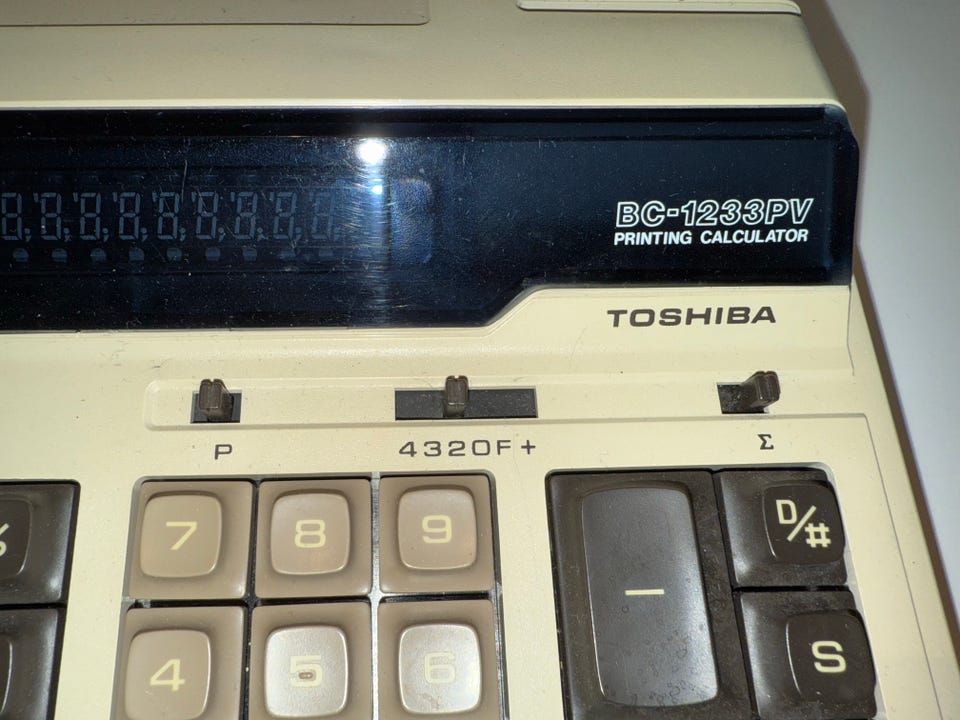 BC-1233PV
PRINTING CALCULATOR
TOSHIBA
P 4320F+ Σ
7 8 9 − D/#
4 5 6 S